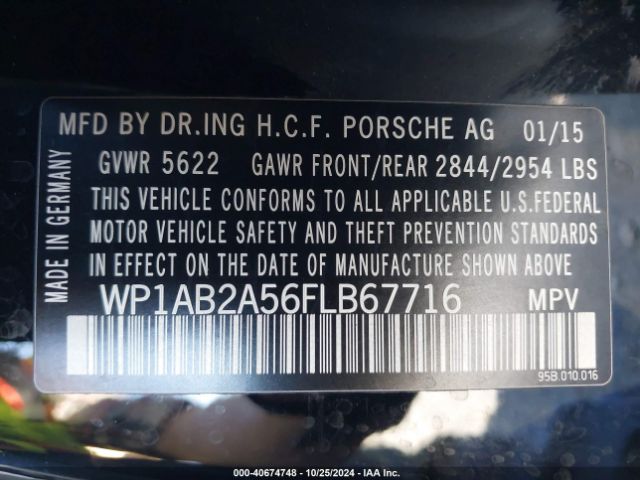 MFD BY DR.ING H.C.F. PORSCHE AG 01/15
GVWR 5622 GAWR FRONT/REAR 2844/2954 LBS
THIS VEHICLE CONFORMS TO ALL APPLICABLE U.S.FEDERAL
MOTOR VEHICLE SAFETY AND THEFT PREVENTION STANDARDS
IN EFFECT ON THE DATE OF MANUFACTURE SHOWN ABOVE.
WP1AB2A56FLB67716 MPV
95B.010.016
MADE IN GERMANY
000-40674748 - 10/25/2024 - IAA Inc.